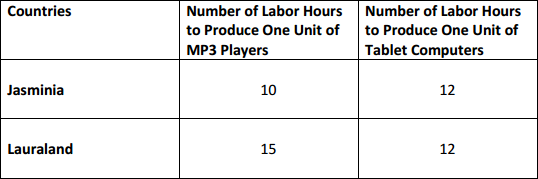 Countries
Number of Labor Hours
to Produce One Unit of
MP3 Players
Number of Labor Hours
to Produce One Unit of
Tablet Computers
Jasminia
10
12
Lauraland
15
12